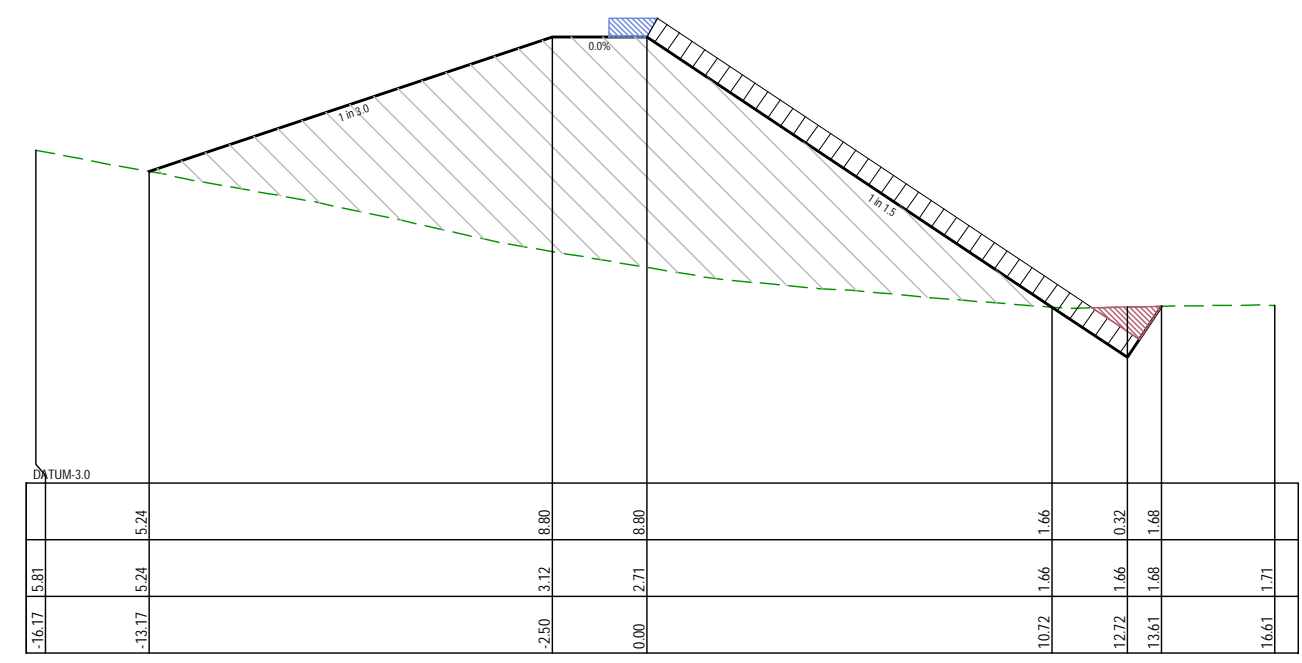 0.0%
1 in 3.0
1 in 1.5
DATUM-3.0
5.24 8.80 8.80 1.66 0.32 1.68
5.81 5.24 3.12 2.71 1.66 1.66 1.68 1.71
-16.17 -13.17 -2.50 0.00 10.72 12.72 13.61 16.61